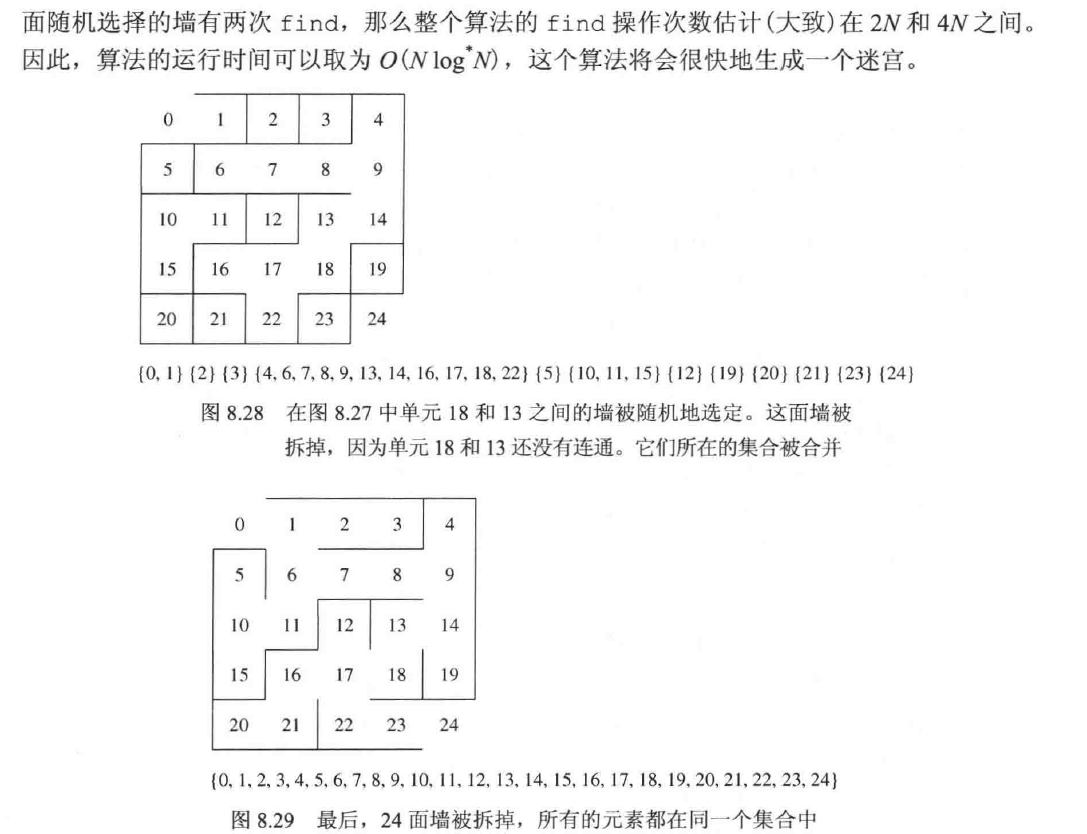 面随机选择的墙有两次 find，那么整个算法的 find 操作次数估计(大致)在 2N 和 4N 之间。
因此，算法的运行时间可以取为 O(N log*N)，这个算法将会很快地生成一个迷宫。
0 1 2 3 4
5 6 7 8 9
10 11 12 13 14
15 16 17 18 19
20 21 22 23 24
{0, 1} {2} {3} {4, 6, 7, 8, 9, 13, 14, 16, 17, 18, 22} {5} {10, 11, 15} {12} {19} {20} {21} {23} {24}
图 8.28 在图 8.27 中单元 18 和 13 之间的墙被随机地选定。这面墙被
拆掉，因为单元 18 和 13 还没有连通。它们所在的集合被合并
0 1 2 3 4
5 6 7 8 9
10 11 12 13 14
15 16 17 18 19
20 21 22 23 24
{0, 1, 2, 3, 4, 5, 6, 7, 8, 9, 10, 11, 12, 13, 14, 15, 16, 17, 18, 19, 20, 21, 22, 23, 24}
图 8.29 最后，24 面墙被拆掉，所有的元素都在同一个集合中